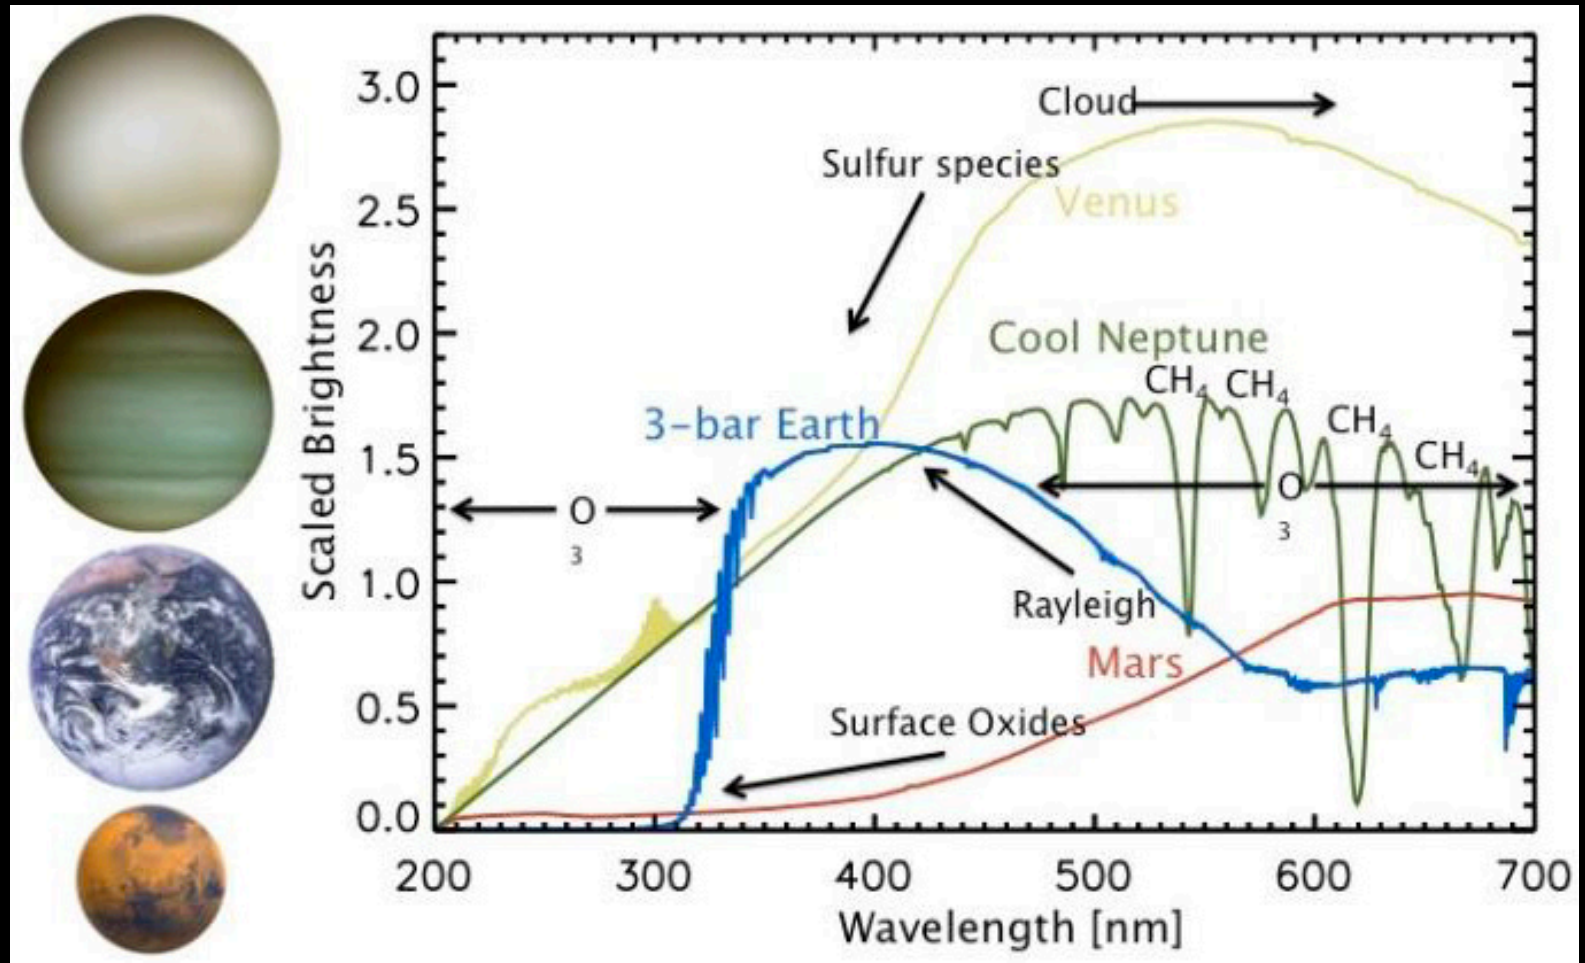 3.0
2.5
2.0
1.5
1.0
0.5
0.0
Scaled Brightness
Cloud
Sulfur species
Venus
Cool Neptune
CH₄ CH₄
CH₄
CH₄
3-bar Earth
O
3
O
3
Rayleigh
Mars
Surface Oxides
200 300 400 500 600 700
Wavelength [nm]